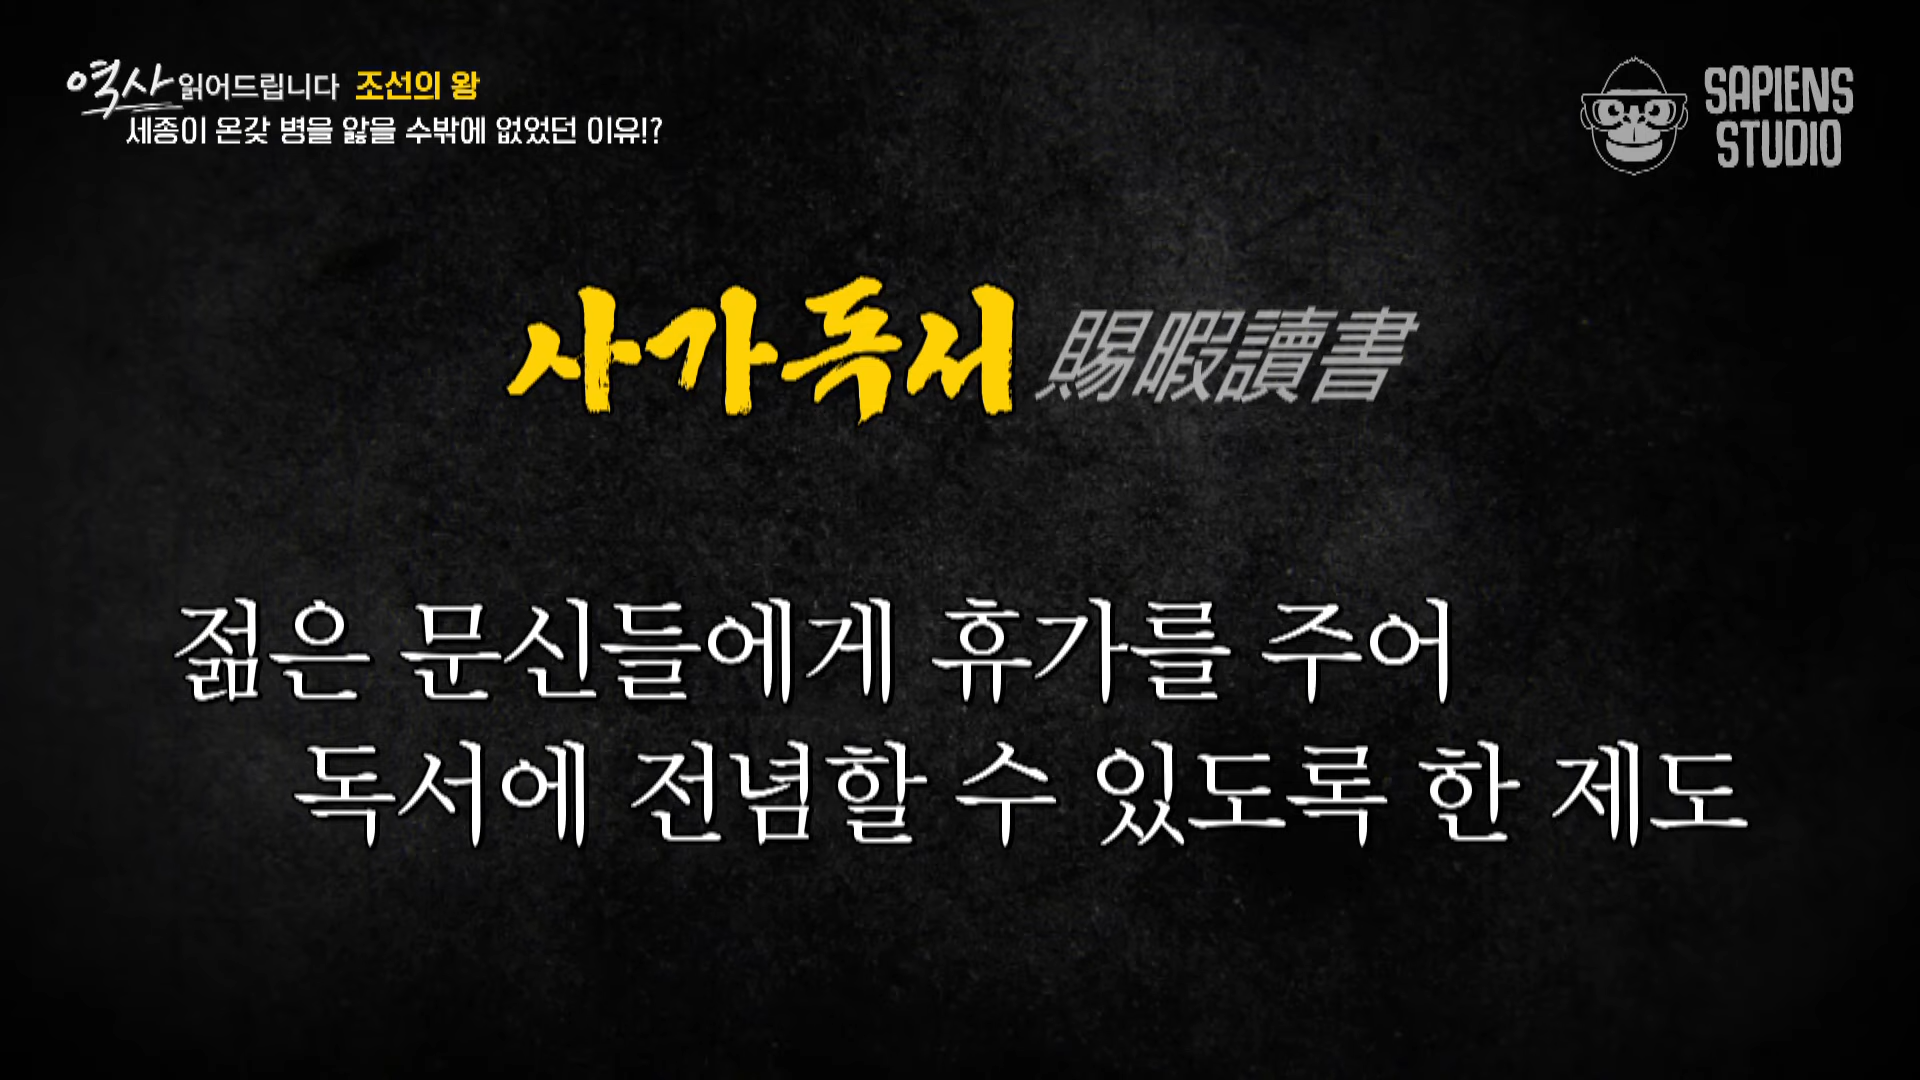 역사 읽어드립니다 조선의 왕
세종이 온갖 병을 앓을 수밖에 없었던 이유!?
SAPIENS
STUDIO
사가독서 賜暇讀書
젊은 문신들에게 휴가를 주어
독서에 전념할 수 있도록 한 제도